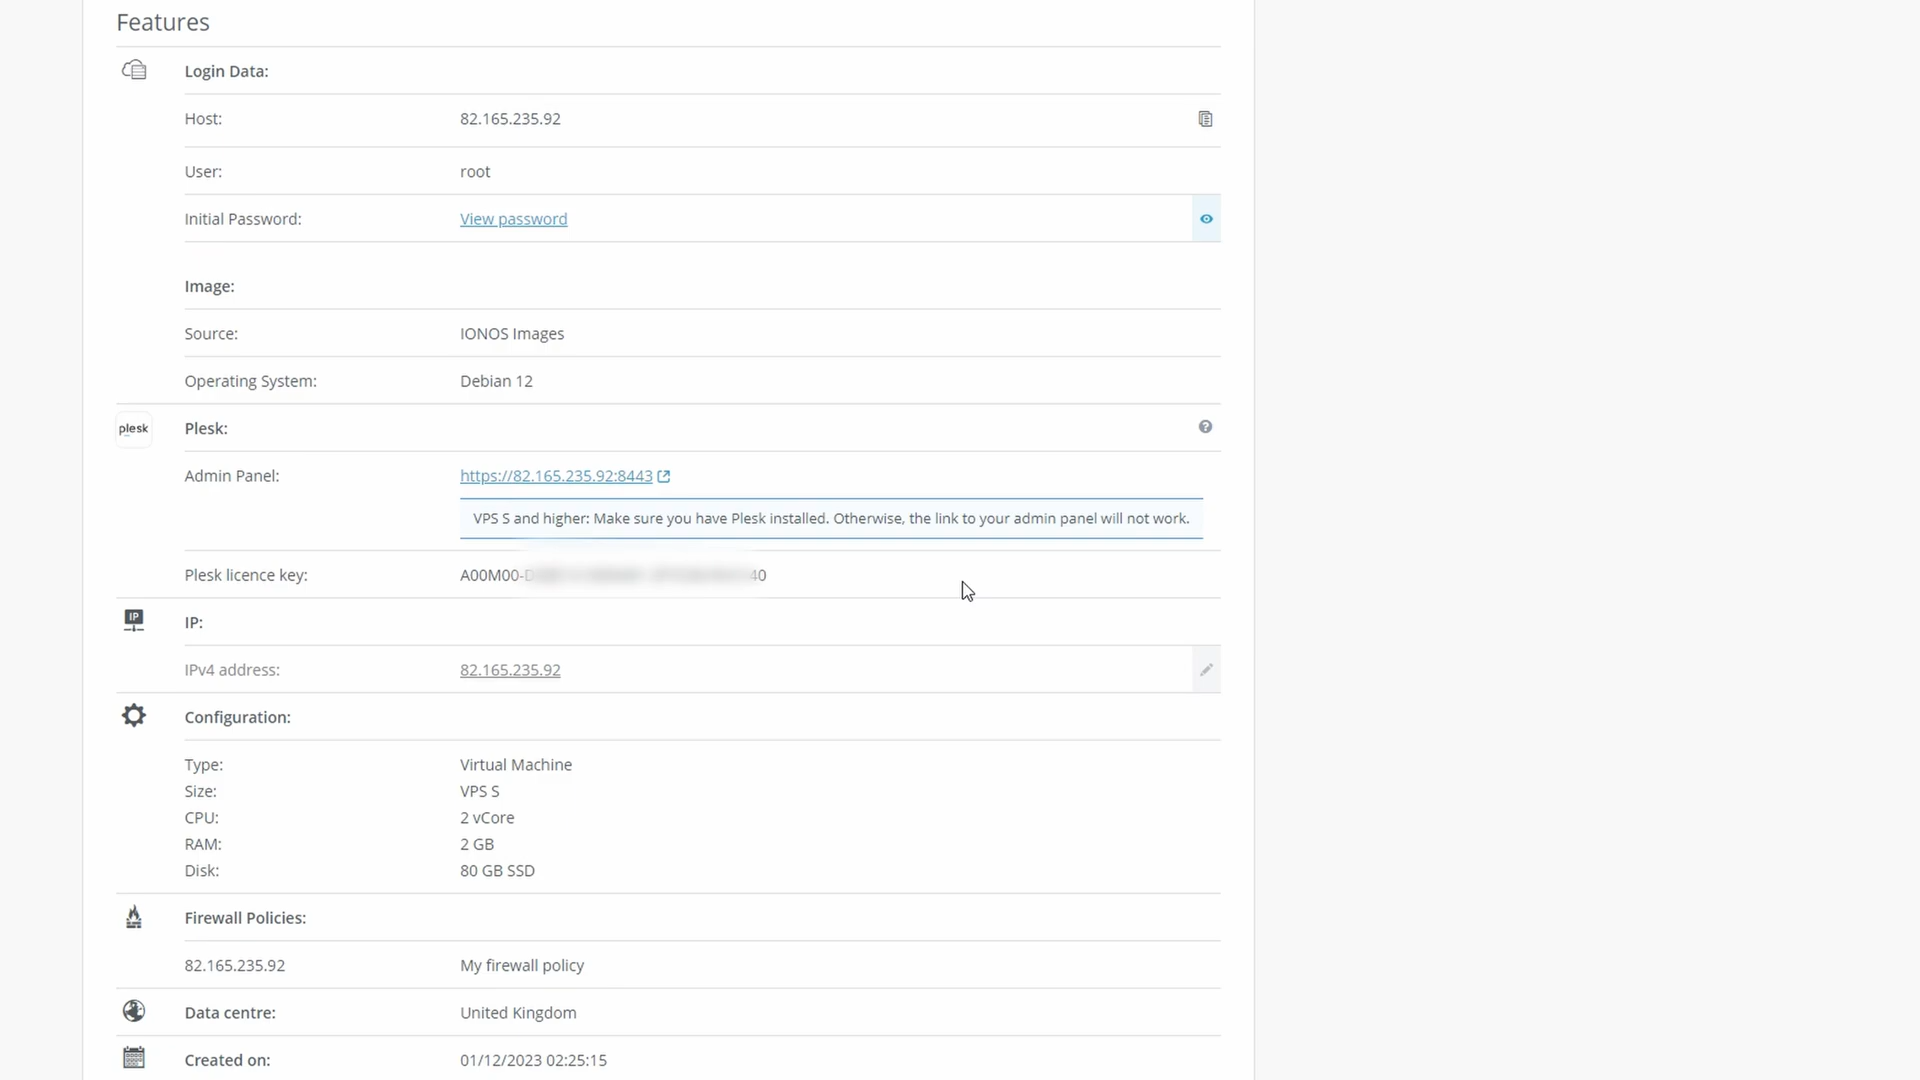 Features
Login Data:
Host: 82.165.235.92
User: root
Initial Password: View password
Image:
Source: IONOS Images
Operating System: Debian 12
plesk Plesk:
Admin Panel: https://82.165.235.92:8443
VPS S and higher: Make sure you have Plesk installed. Otherwise, the link to your admin panel will not work.
Plesk licence key: A00M00- 40
IP IP:
IPv4 address: 82.165.235.92
Configuration:
Type: Virtual Machine
Size: VPS S
CPU: 2 vCore
RAM: 2 GB
Disk: 80 GB SSD
Firewall Policies:
82.165.235.92 My firewall policy
Data centre: United Kingdom
Created on: 01/12/2023 02:25:15